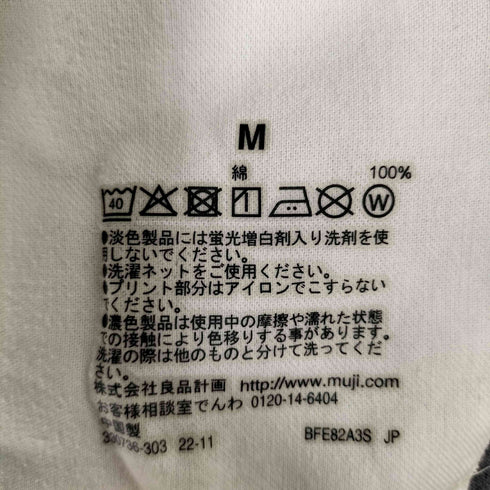 M
綿 100%
40
W
●淡色製品には蛍光増白剤入り洗剤を使
用しないでください。
●洗濯ネットをご使用ください。
●プリント部分はアイロンでこすらない
でください。
●濃色製品は使用中の摩擦や濡れた状態
での接触により色移りする事があります。
洗濯の際は他のものと分けて洗ってくだ
さい。
株式会社良品計画 http://www.muji.com
お客様相談室でんわ 0120-14-6404
中国製
300736-303 22-11 BFE82A3S JP